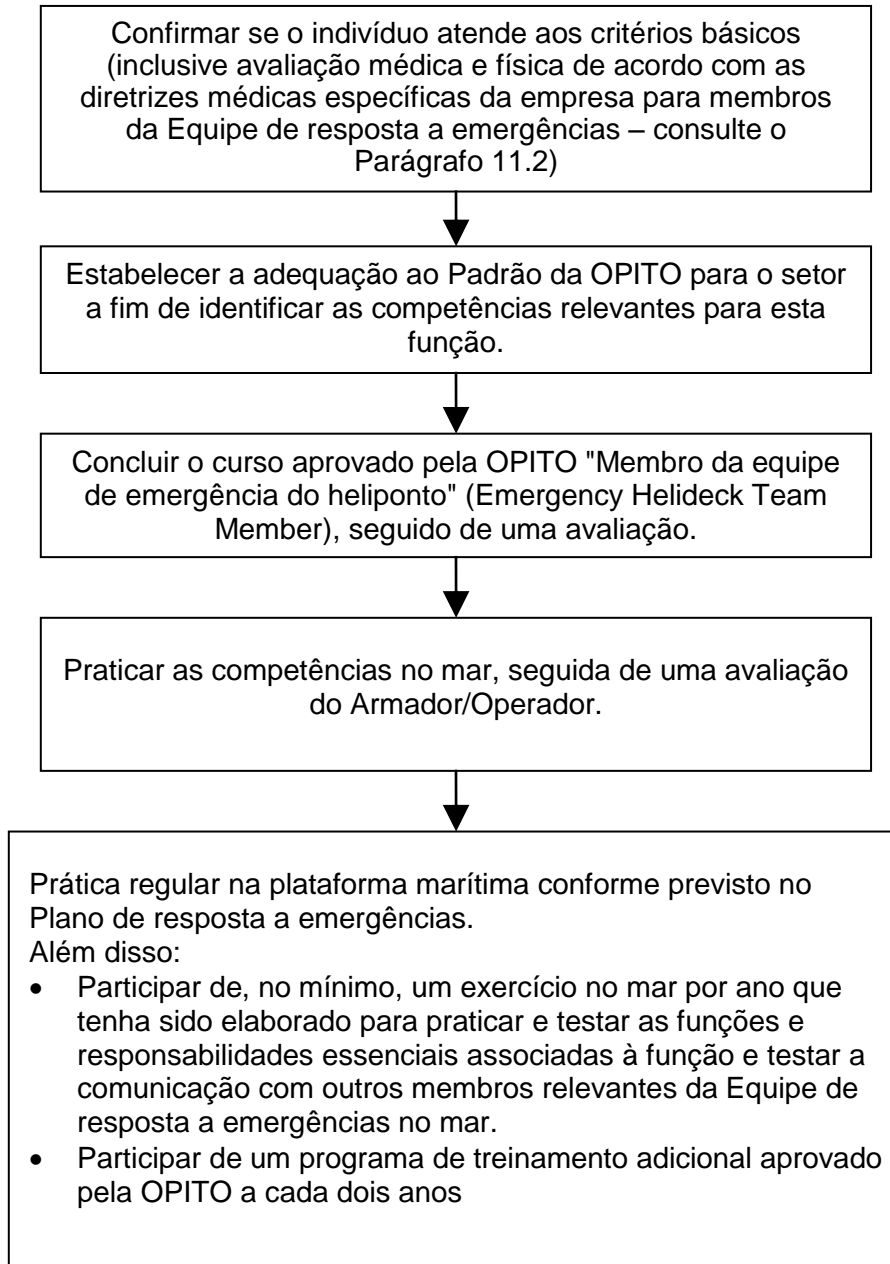 Confirmar se o indivíduo atende aos critérios básicos
(inclusive avaliação médica e física de acordo com as
diretrizes médicas específicas da empresa para membros
da Equipe de resposta a emergências – consulte o
Parágrafo 11.2)
Estabelecer a adequação ao Padrão da OPITO para o setor
a fim de identificar as competências relevantes para esta
função.
Concluir o curso aprovado pela OPITO "Membro da equipe
de emergência do heliponto" (Emergency Helideck Team
Member), seguido de uma avaliação.
Praticar as competências no mar, seguida de uma avaliação
do Armador/Operador.
Prática regular na plataforma marítima conforme previsto no
Plano de resposta a emergências.
Além disso:
• Participar de, no mínimo, um exercício no mar por ano que
tenha sido elaborado para praticar e testar as funções e
responsabilidades essenciais associadas à função e testar a
comunicação com outros membros relevantes da Equipe de
resposta a emergências no mar.
• Participar de um programa de treinamento adicional aprovado
pela OPITO a cada dois anos